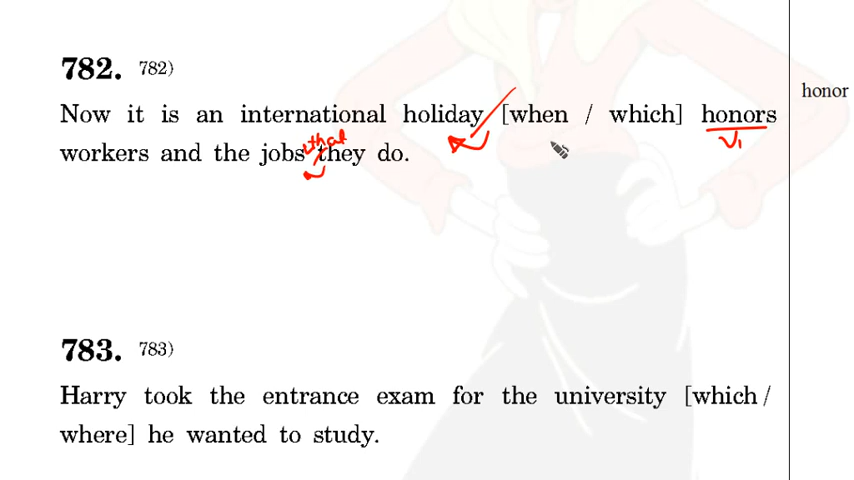 782. 782)
honor
Now it is an international holiday [when / which] honors
that
V1
workers and the jobs they do.
783. 783)
Harry took the entrance exam for the university [which /
where] he wanted to study.